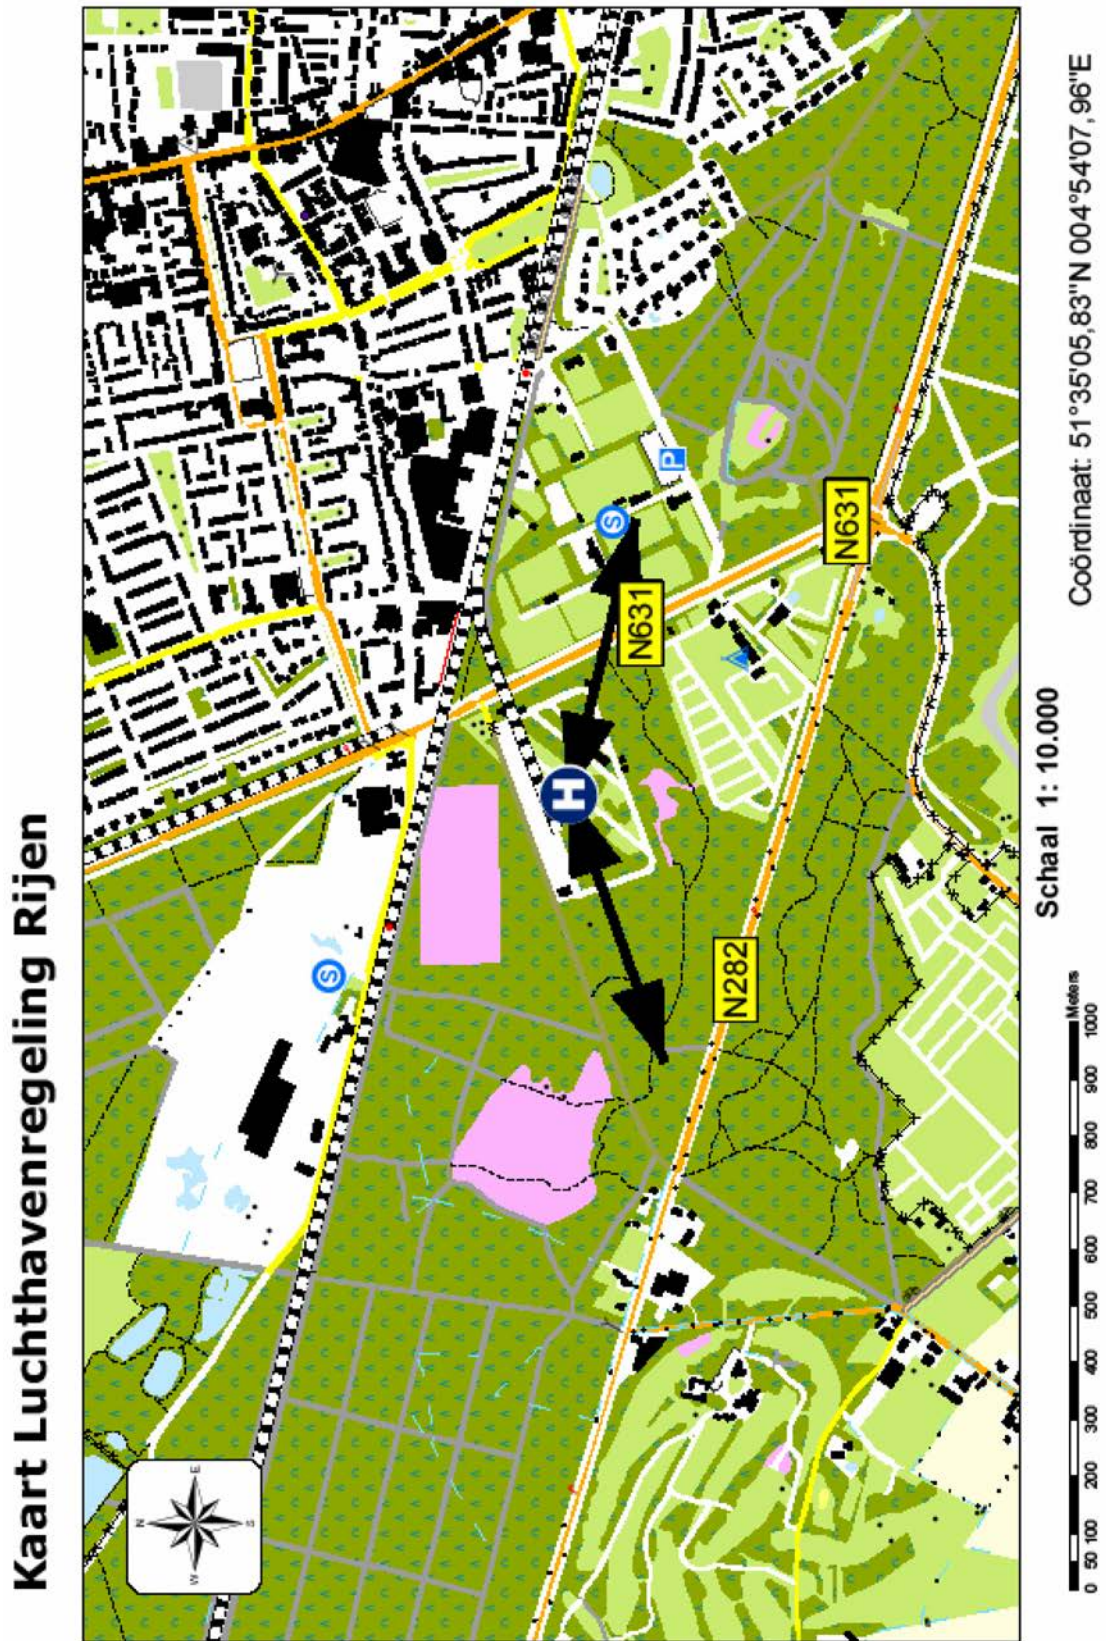 Kaart Luchthavenregeling Rijen
N
W
E
S
S
S
P
H
N631
N631
N282
Schaal 1: 10.000
Coördinaat: 51°35'05,83"N 004°54'07,96"E
0 50 100 200 300 400 500 600 700 800 900 1000
Meters